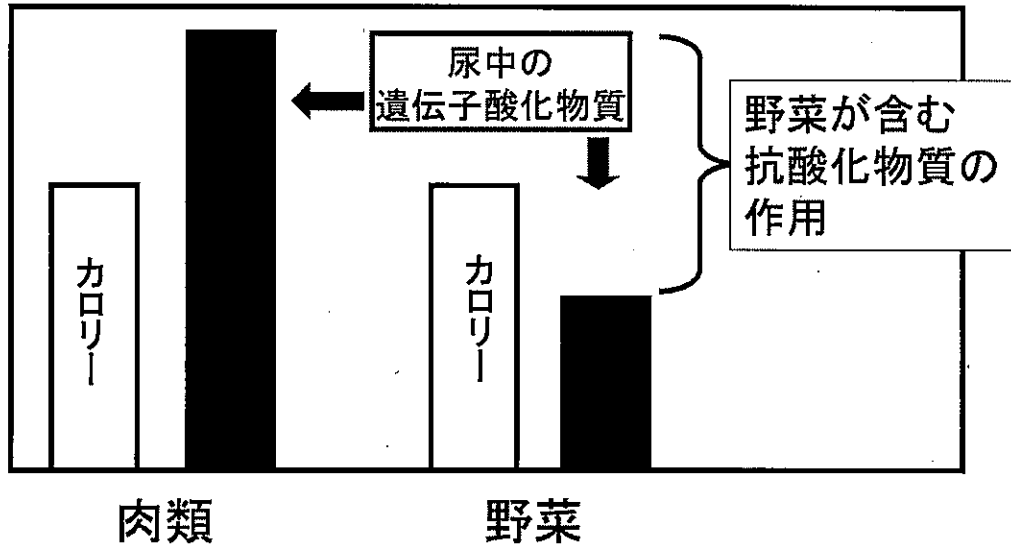 尿中の
遺伝子酸化物質
野菜が含む
抗酸化物質の
作用
カロリー
カロリー
肉類
野菜